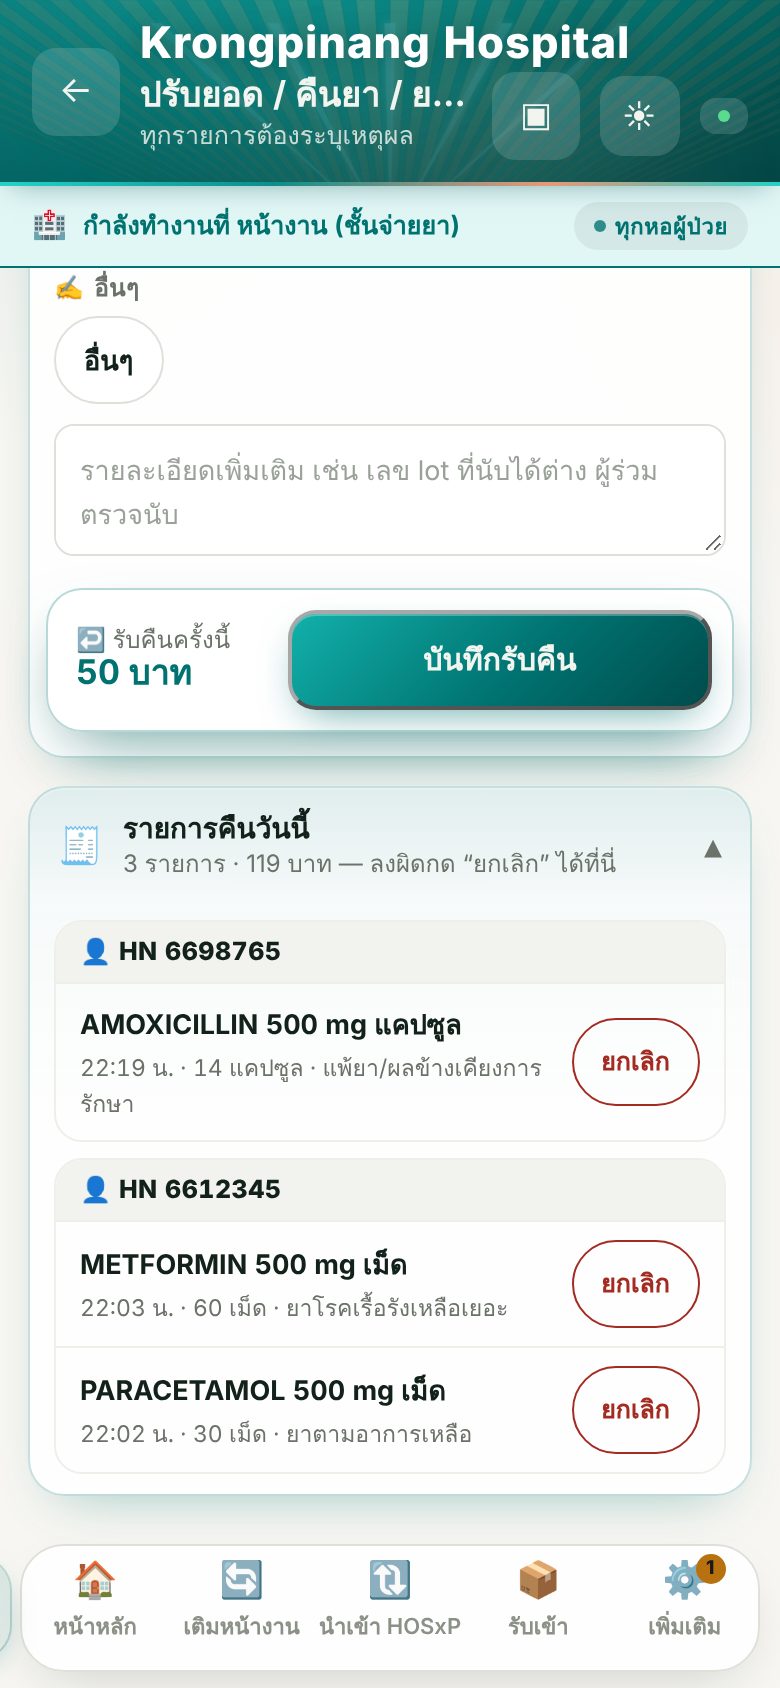 Krongpinang Hospital
ปรับยอด / คืนยา / ย...
ทุกรายการต้องระบุเหตุผล
กำลังทำงานที่ หน้างาน (ชั้นจ่ายยา)
ทุกหอผู้ป่วย
อื่นๆ
อื่นๆ
รายละเอียดเพิ่มเติม เช่น เลข lot ที่นับได้ต่าง ผู้ร่วม
ตรวจนับ
รับคืนครั้งนี้
50 บาท
บันทึกรับคืน
รายการคืนวันนี้
3 รายการ · 119 บาท — ลงผิดกด “ยกเลิก” ได้ที่นี่
▲
HN 6698765
AMOXICILLIN 500 mg แคปซูล
22:19 น. · 14 แคปซูล · แพ้ยา/ผลข้างเคียงการ
รักษา
ยกเลิก
HN 6612345
METFORMIN 500 mg เม็ด
22:03 น. · 60 เม็ด · ยาโรคเรื้อรังเหลือเยอะ
ยกเลิก
PARACETAMOL 500 mg เม็ด
22:02 น. · 30 เม็ด · ยาตามอาการเหลือ
ยกเลิก
1
หน้าหลัก
เติมหน้างาน
นำเข้า HOSxP
รับเข้า
เพิ่มเติม